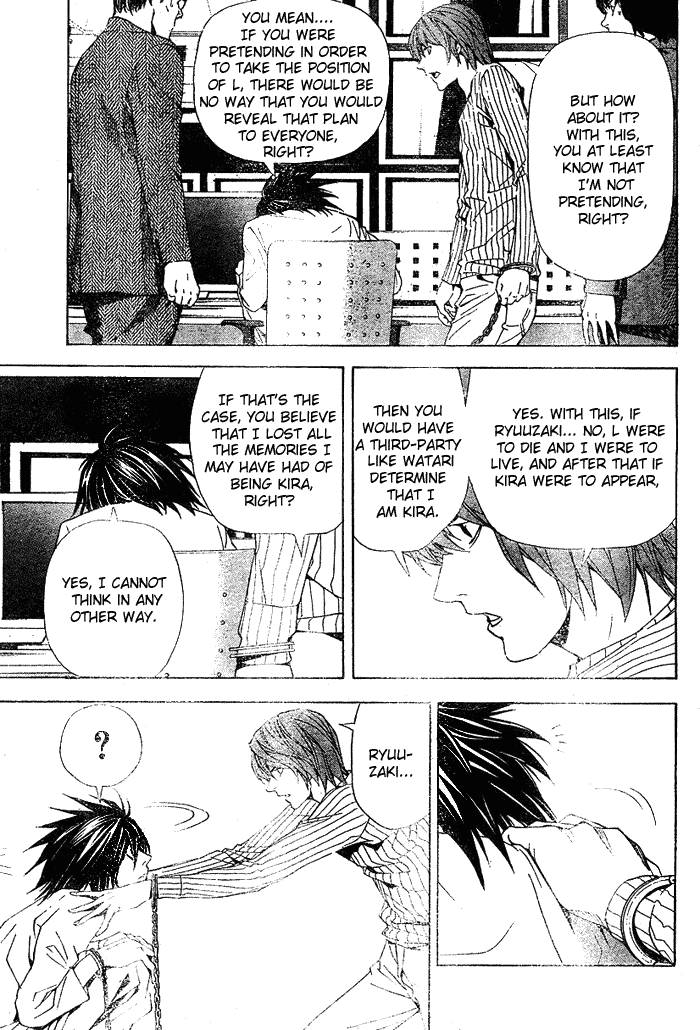 BUT HOW
ABOUT IT?
WITH THIS,
YOU AT LEAST
KNOW THAT
I'M NOT
PRETENDING,
RIGHT?
YOU MEAN....
IF YOU WERE
PRETENDING IN ORDER
TO TAKE THE POSITION
OF L, THERE WOULD BE
NO WAY THAT YOU WOULD
REVEAL THAT PLAN
TO EVERYONE,
RIGHT?
YES. WITH THIS, IF
RYUUZAKI... NO, L WERE
TO DIE AND I WERE TO
LIVE, AND AFTER THAT IF
KIRA WERE TO APPEAR,
THEN YOU
WOULD HAVE
A THIRD-PARTY
LIKE WATARI
DETERMINE
THAT I
AM KIRA.
IF THAT'S THE
CASE, YOU BELIEVE
THAT I LOST ALL
THE MEMORIES I
MAY HAVE HAD OF
BEING KIRA,
RIGHT?
YES, I CANNOT
THINK IN ANY
OTHER WAY.
RYUU-
ZAKI...
?